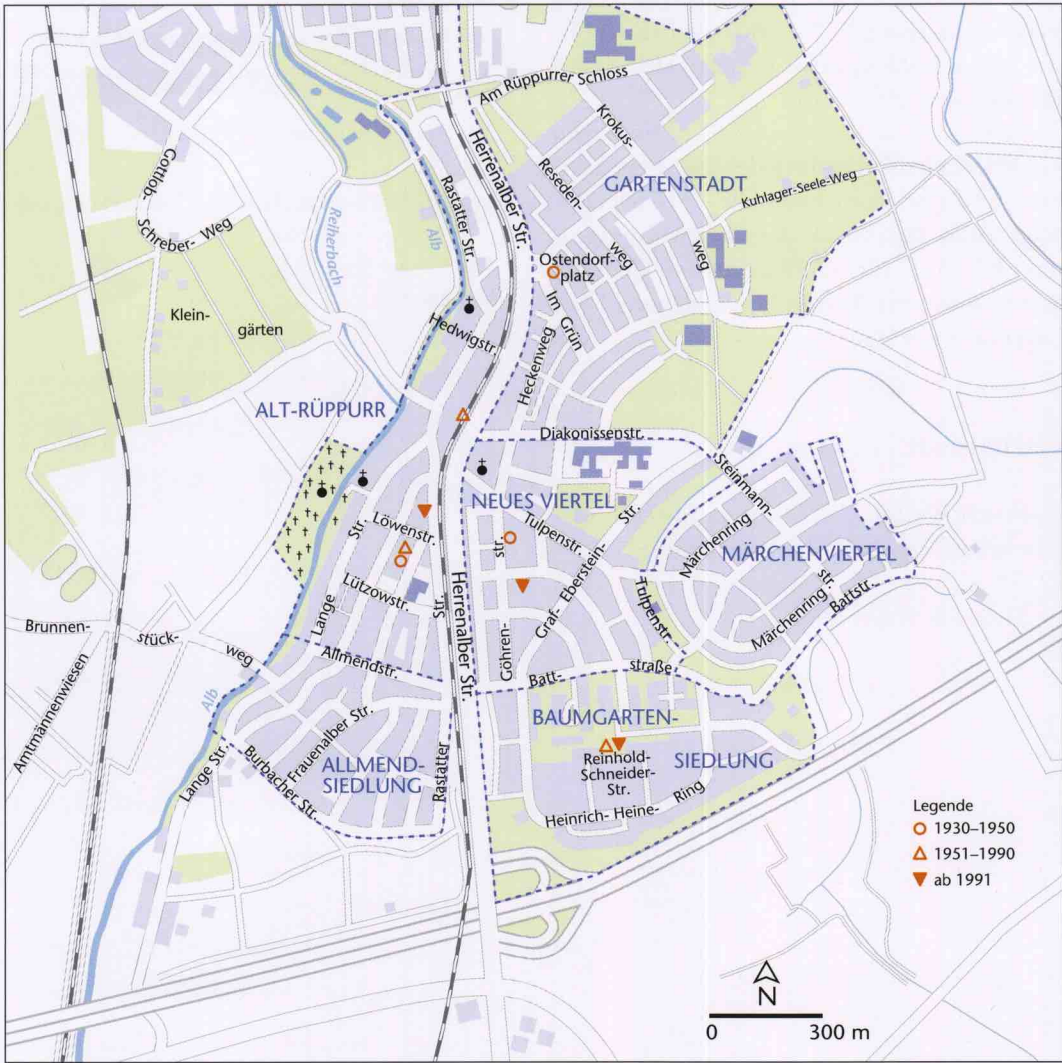 Am Rüppurrer Schloss
Krokus-
weg
Gottlob-
Schreber- Weg
Herrenalber Str.
Reseden-
weg
GARTENSTADT
Kuhlager-Seele-Weg
Rastatter Str.
Reiherbach
Alb
Ostendorf-
platz
Klein-
gärten
Im Grün
Hedwigstr.
Heckenweg
ALT-RÜPPURR
Diakonissenstr.
Steinmann-
str.
NEUES VIERTEL
Löwenstr.
Tulpenstr.
Graf- Eberstein-
Str.
Märchenring
MÄRCHENVIERTEL
Lange
Str.
Lützowstr.
Herrenalber Str.
Göhren-
str.
Tulpenstr.
Märchenring
Battstr.
Brunnen-
stück-
weg
Allmendstr.
Batt-
straße
Alb
Amtmännenwiesen
Frauenalber Str.
Rastatter
Str.
BAUMGARTEN-
SIEDLUNG
Lange Str.
Burbacher Str.
ALLMEND-
SIEDLUNG
Reinhold-
Schneider-
Str.
Heinrich- Heine- Ring
Legende
1930–1950
1951–1990
ab 1991
N
0 300 m